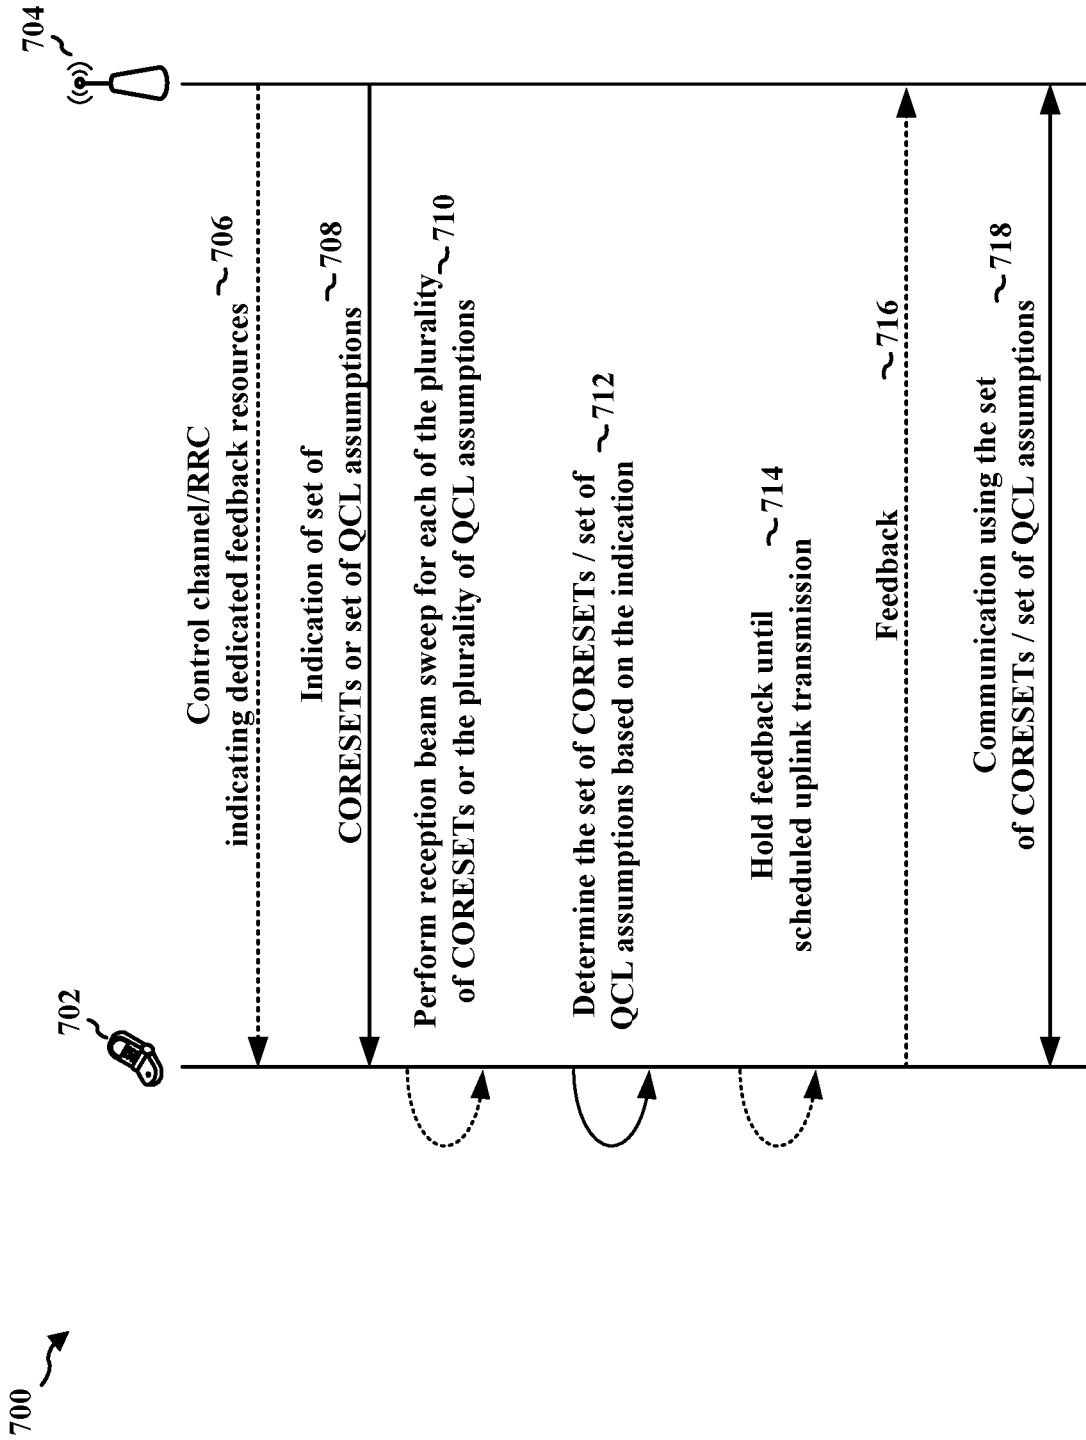 700
702
704
Control channel/RRC
indicating dedicated feedback resources
706
Indication of set of
CORESETs or set of QCL assumptions
708
Perform reception beam sweep for each of the plurality
of CORESETs or the plurality of QCL assumptions
710
Determine the set of CORESETs / set of
QCL assumptions based on the indication
712
Hold feedback until
scheduled uplink transmission
714
Feedback
716
Communication using the set
of CORESETs / set of QCL assumptions
718